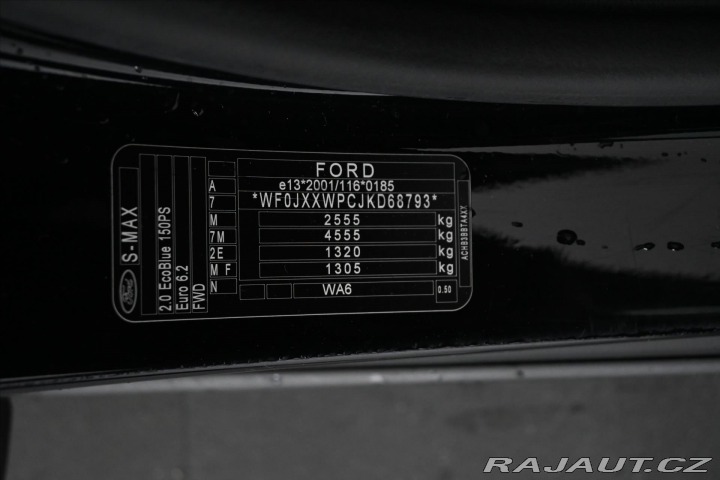 FORD
A e13*2001/116*0185
7 *WF0JXXWPCJKD68793*
M 2555 kg
7M 4555 kg
2E 1320 kg
M F 1305 kg
N WA6 0.50
Ford
S-MAX
2.0 EcoBlue 150PS
Euro 6.2
FWD
RAJAUT.CZ